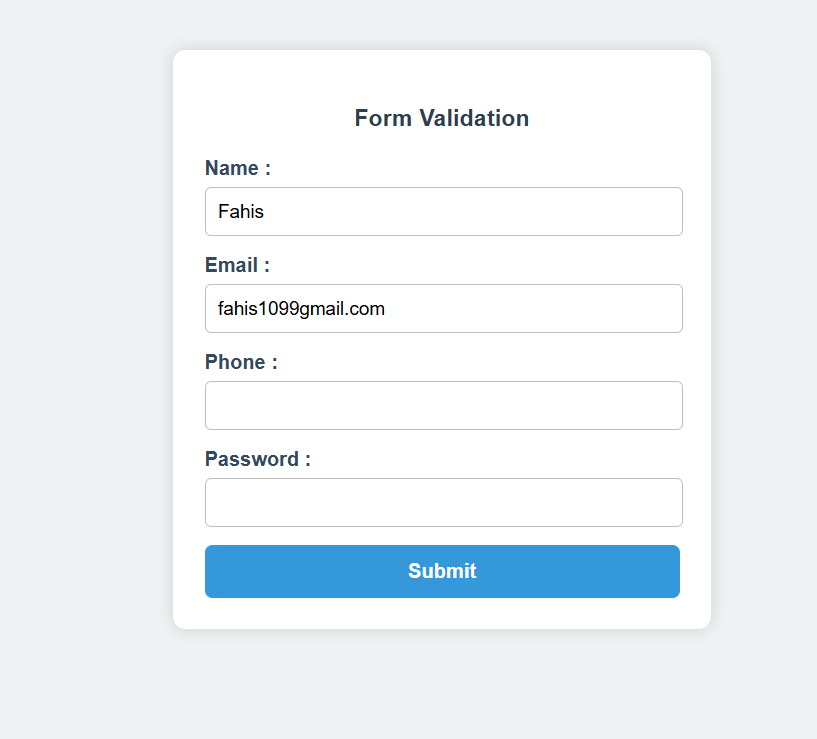 Form Validation
Name :
Fahis
Email :
fahis1099gmail.com
Phone :
Password :
Submit